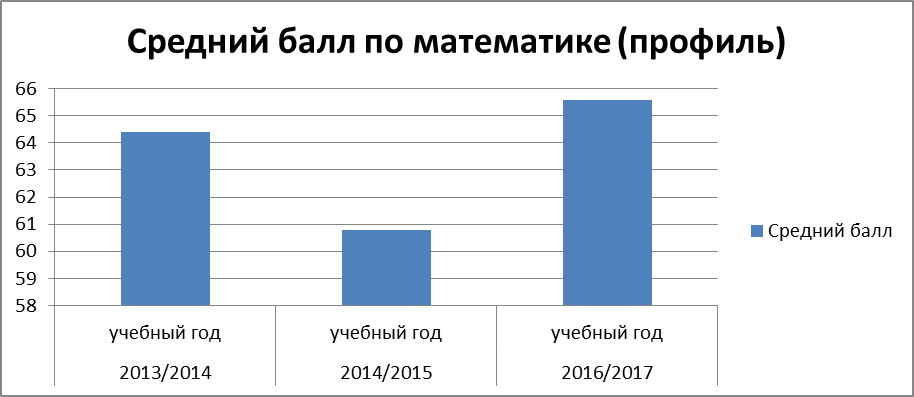 Средний балл по математике (профиль)
66
65
64
63
62
61
60
59
58
учебный год учебный год учебный год
2013/2014 2014/2015 2016/2017
Средний балл